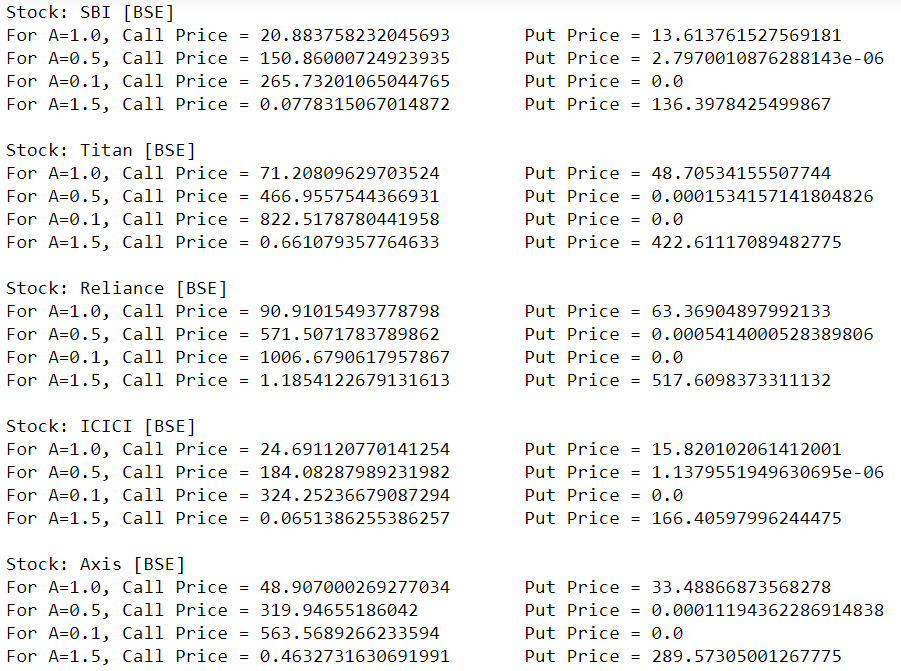 Stock: SBI [BSE]
For A=1.0, Call Price = 20.883758232045693 Put Price = 13.613761527569181
For A=0.5, Call Price = 150.86000724923935 Put Price = 2.7970010876288143e-06
For A=0.1, Call Price = 265.73201065044765 Put Price = 0.0
For A=1.5, Call Price = 0.0778315067014872 Put Price = 136.3978425499867
Stock: Titan [BSE]
For A=1.0, Call Price = 71.20809629703524 Put Price = 48.70534155507744
For A=0.5, Call Price = 466.9557544366931 Put Price = 0.0001534157141804826
For A=0.1, Call Price = 822.5178780441958 Put Price = 0.0
For A=1.5, Call Price = 0.661079357764633 Put Price = 422.61117089482775
Stock: Reliance [BSE]
For A=1.0, Call Price = 90.91015493778798 Put Price = 63.36904897992133
For A=0.5, Call Price = 571.5071783789862 Put Price = 0.0005414000528389806
For A=0.1, Call Price = 1006.6790617957867 Put Price = 0.0
For A=1.5, Call Price = 1.1854122679131613 Put Price = 517.6098373311132
Stock: ICICI [BSE]
For A=1.0, Call Price = 24.691120770141254 Put Price = 15.820102061412001
For A=0.5, Call Price = 184.08287989231982 Put Price = 1.1379551949630695e-06
For A=0.1, Call Price = 324.25236679087294 Put Price = 0.0
For A=1.5, Call Price = 0.0651386255386257 Put Price = 166.40597996244475
Stock: Axis [BSE]
For A=1.0, Call Price = 48.907000269277034 Put Price = 33.48866873568278
For A=0.5, Call Price = 319.94655186042 Put Price = 0.00011194362286914838
For A=0.1, Call Price = 563.5689266233594 Put Price = 0.0
For A=1.5, Call Price = 0.4632731630691991 Put Price = 289.57305001267775